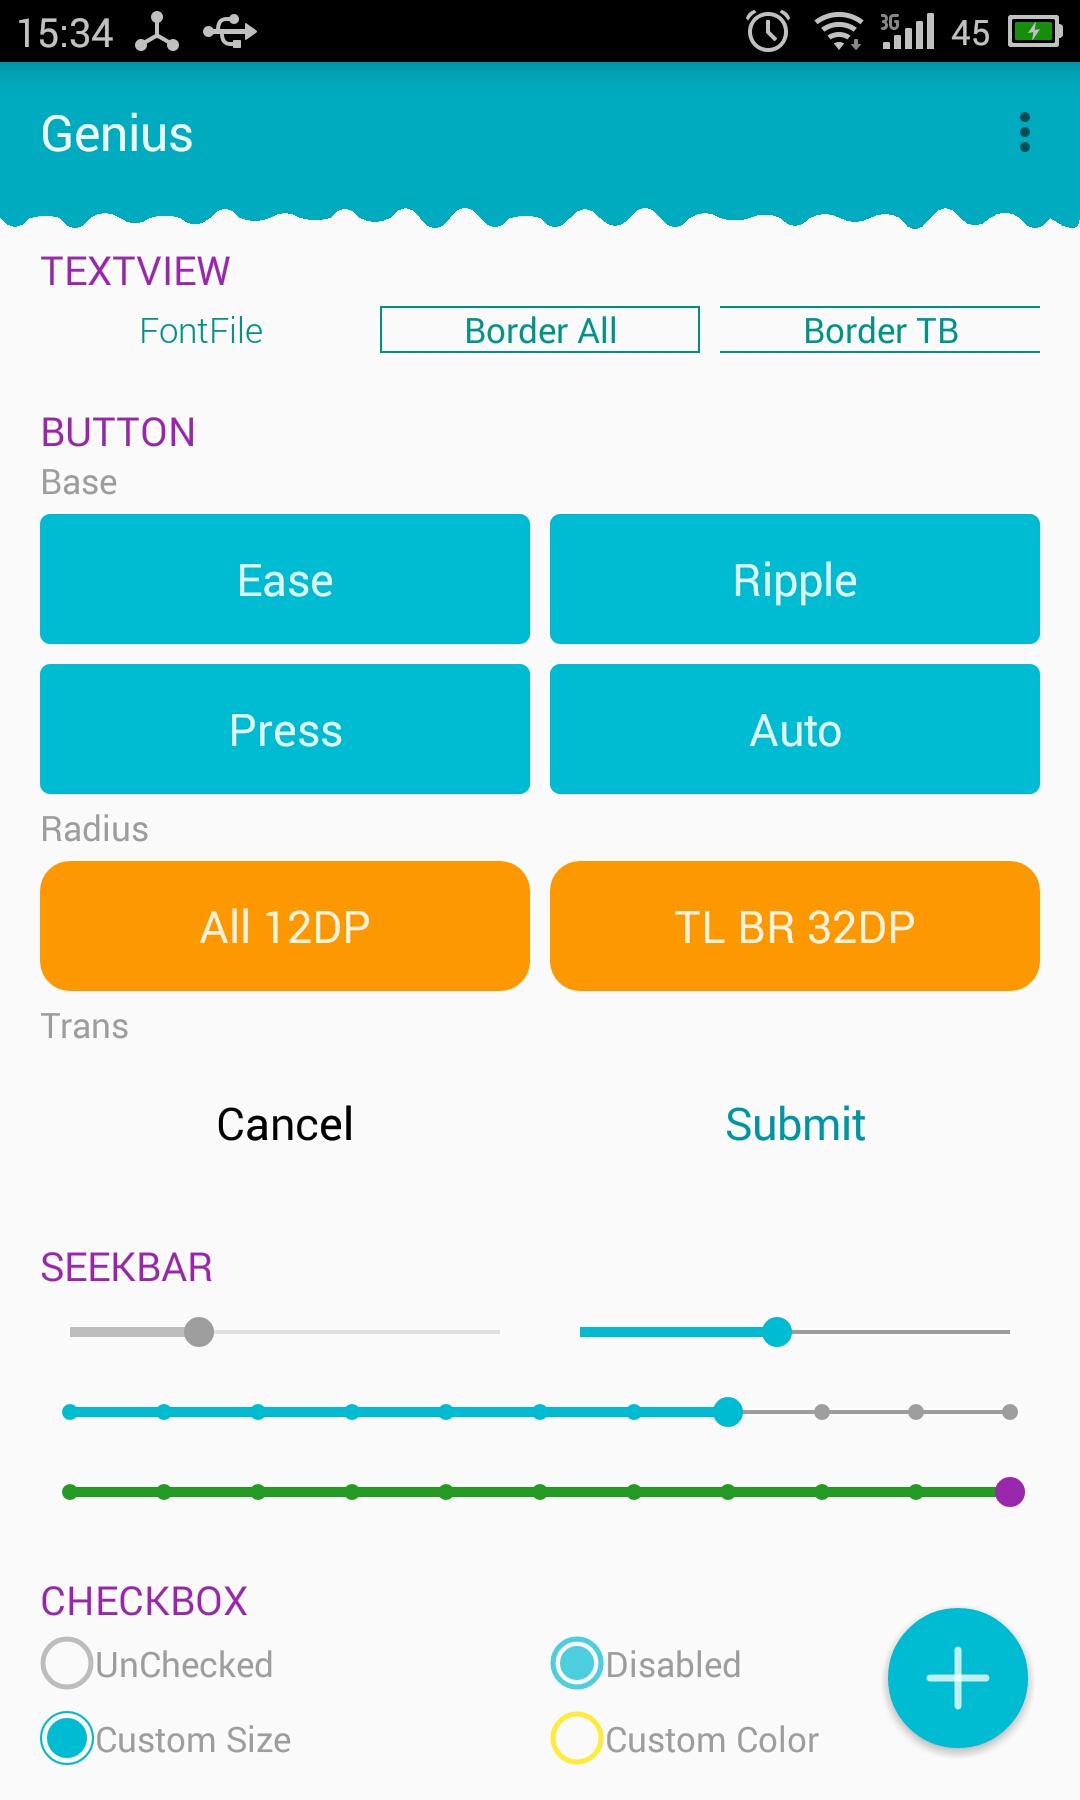 15:34 3G 45
Genius
TEXTVIEW
FontFile Border All Border TB
BUTTON
Base
Ease Ripple
Press Auto
Radius
All 12DP TL BR 32DP
Trans
Cancel Submit
SEEKBAR
CHECKBOX
UnChecked Disabled
Custom Size Custom Color